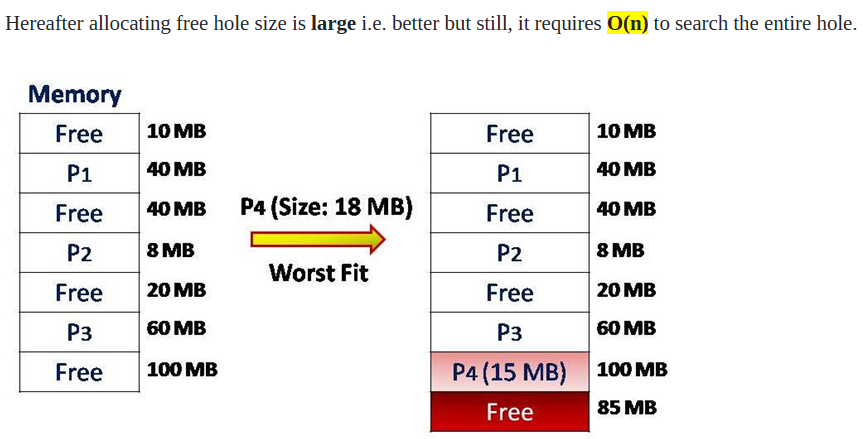 Hereafter allocating free hole size is large i.e. better but still, it requires O(n) to search the entire hole.
Memory
Free 10 MB
P1 40 MB
Free 40 MB
P2 8 MB
Free 20 MB
P3 60 MB
Free 100 MB
P4 (Size: 18 MB)
Worst Fit
Free 10 MB
P1 40 MB
Free 40 MB
P2 8 MB
Free 20 MB
P3 60 MB
P4 (15 MB) 100 MB
Free 85 MB